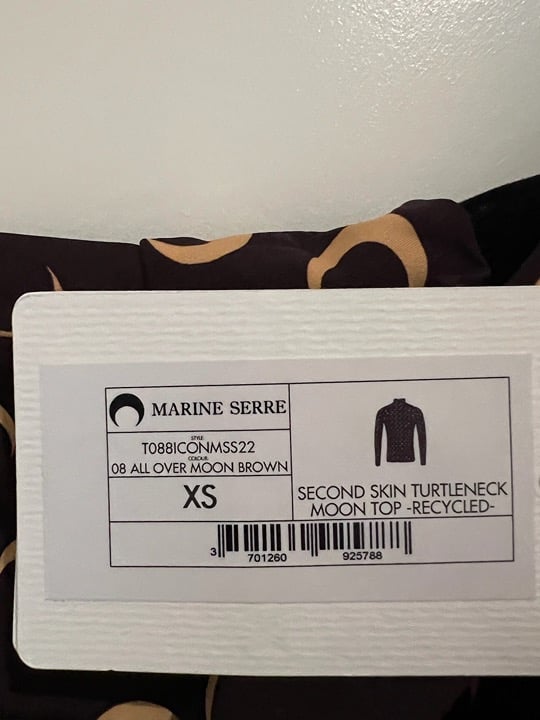 MARINE SERRE
STYLE
T088ICONMSS22
COLOUR
08 ALL OVER MOON BROWN
XS
SECOND SKIN TURTLENECK
MOON TOP -RECYCLED-
3 701260 925788